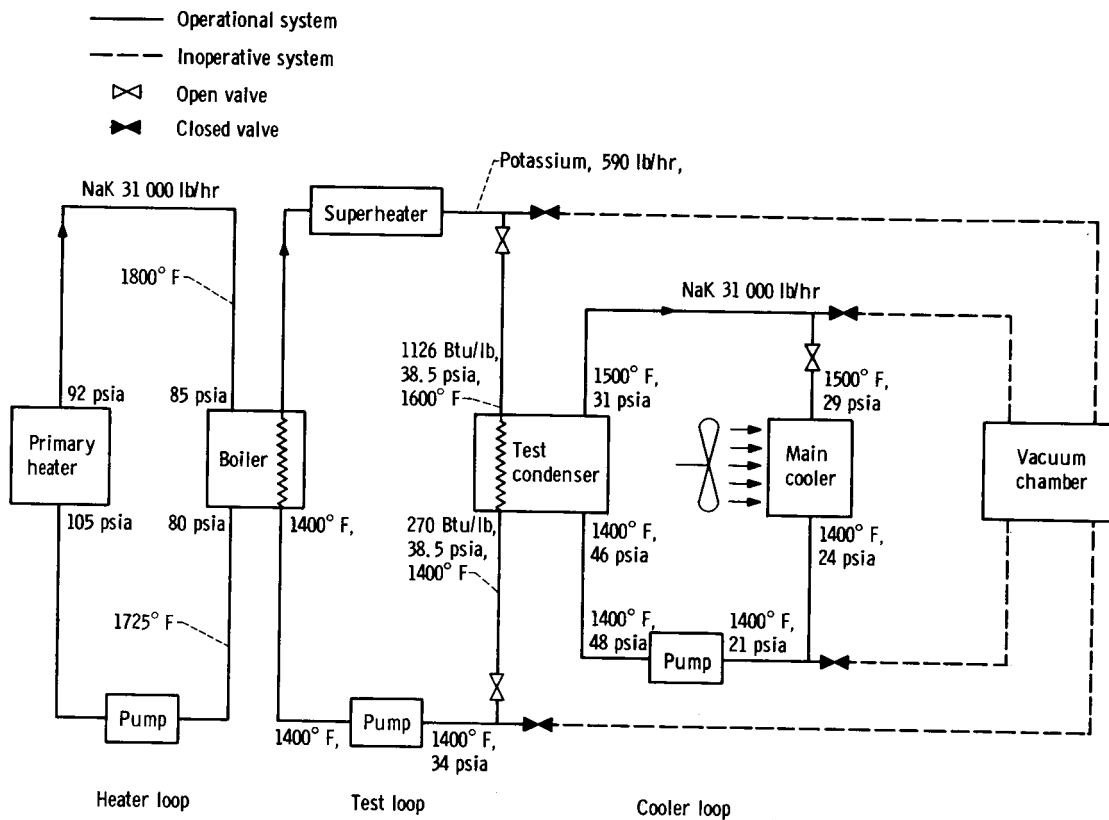 Operational system
Inoperative system
Open valve
Closed valve
Potassium, 590 lb/hr,
NaK 31 000 lb/hr
Superheater
1800° F
NaK 31 000 lb/hr
1126 Btu/lb,
38.5 psia,
1600° F
1500° F,
31 psia
1500° F,
29 psia
92 psia
85 psia
Primary
heater
Boiler
Test
condenser
Main
cooler
Vacuum
chamber
105 psia
80 psia
1400° F,
270 Btu/lb,
38.5 psia,
1400° F
1400° F,
46 psia
1400° F,
24 psia
1725° F
1400° F,
48 psia
Pump
1400° F,
21 psia
Pump
1400° F,
Pump
1400° F,
34 psia
Heater loop
Test loop
Cooler loop